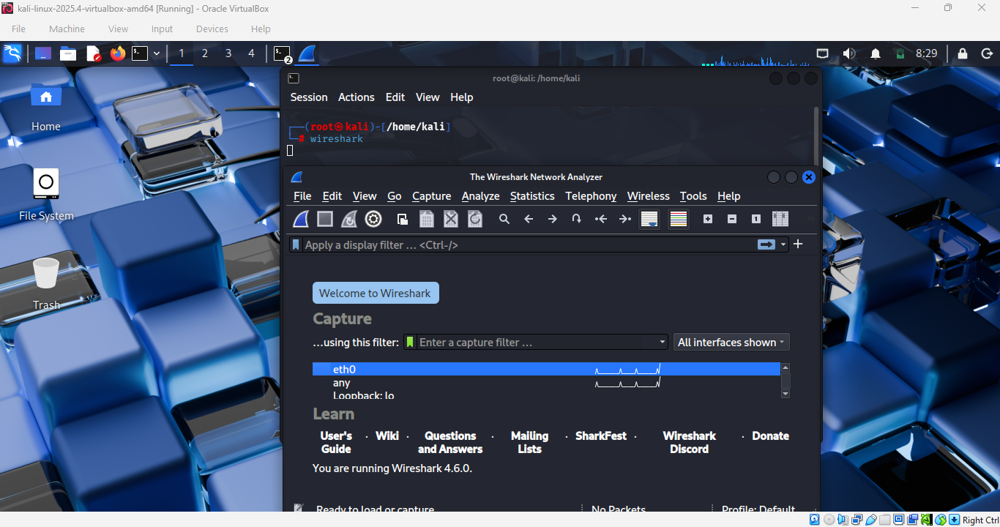 kali-linux-2025.4-virtualbox-amd64 [Running] - Oracle VirtualBox
File Machine View Input Devices Help
1 2 3 4 2 8:29
root@kali: /home/kali
Session Actions Edit View Help
Home
(root㉿kali)-[/home/kali]
# wireshark
The Wireshark Network Analyzer
File Edit View Go Capture Analyze Statistics Telephony Wireless Tools Help
File System
1
Apply a display filter … <Ctrl-/>
Trash
Welcome to Wireshark
Capture
…using this filter: Enter a capture filter … All interfaces shown
eth0
any
Loopback: lo
Learn
User's Guide · Wiki · Questions and Answers · Mailing Lists · SharkFest · Wireshark Discord · Donate
You are running Wireshark 4.6.0.
Ready to load or capture No Packets Profile: Default
Right Ctrl